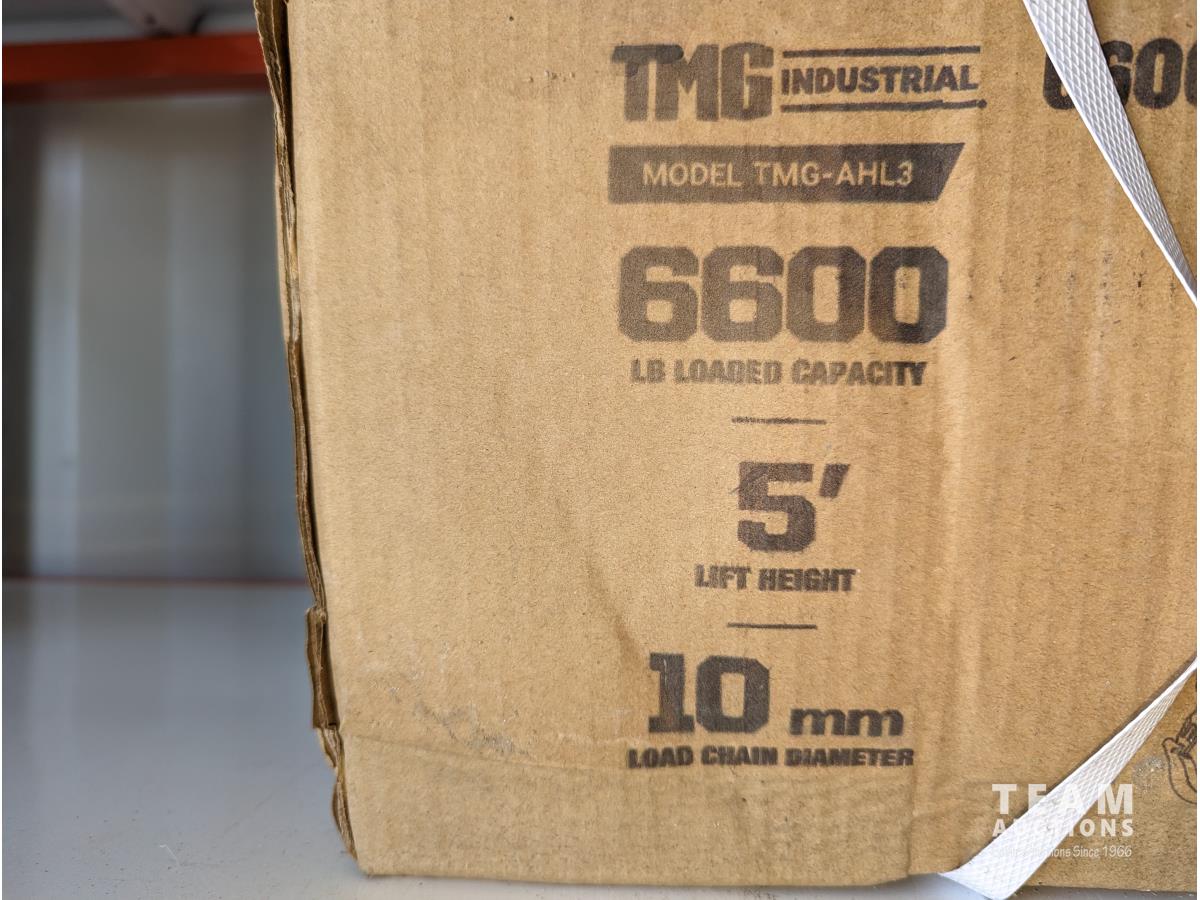 TMG INDUSTRIAL
MODEL TMG-AHL3
6600
LB LOADED CAPACITY
5'
LIFT HEIGHT
10 mm
LOAD CHAIN DIAMETER
TEAM
AUCTIONS
Since 1966